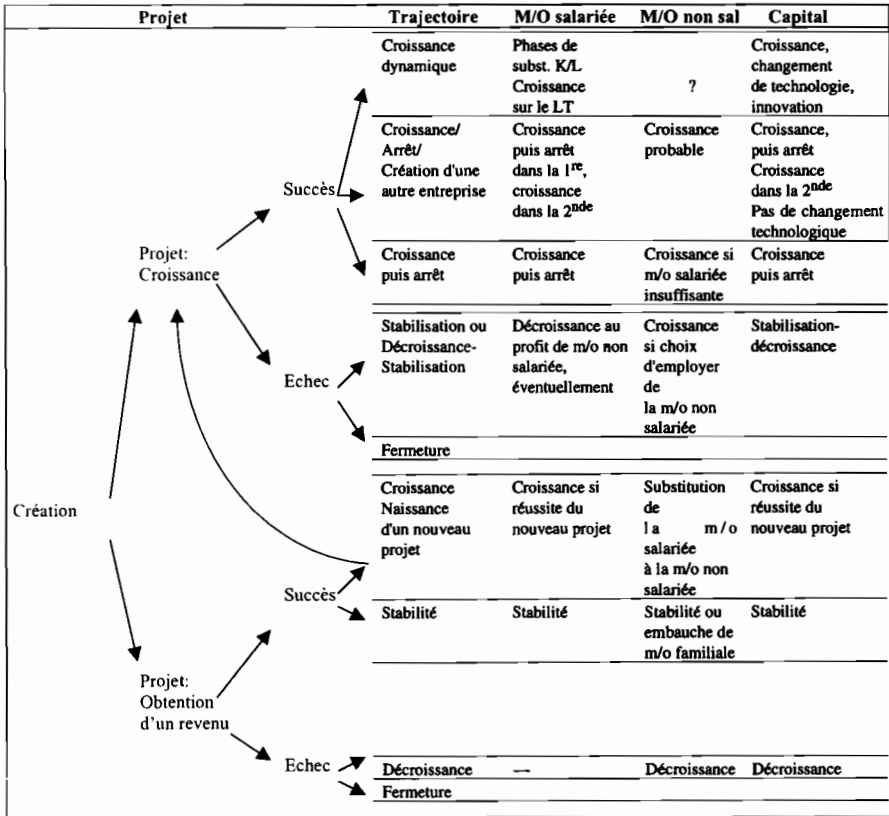 Projet Trajectoire M/O salariée M/O non sal Capital
Croissance Phases de Croissance,
dynamique subst. K/L changement
Croissance ? de technologie,
sur le LT innovation
Croissance/ Croissance Croissance Croissance,
Arrêt/ puis arrêt probable puis arrêt
Création d'une dans la 1re, Croissance
Succès autre entreprise croissance dans la 2nde
dans la 2nde Pas de changement
technologique
Projet: Croissance Croissance Croissance si Croissance
Croissance puis arrêt puis arrêt m/o salariée puis arrêt
insuffisante
Stabilisation ou Décroissance au Croissance Stabilisation-
Décroissance- profit de m/o non si choix décroissance
Echec Stabilisation salariée, d'employer
éventuellement de
la m/o non
salariée
Fermeture
Croissance Croissance si Substitution Croissance si
Création Naissance réussite du de réussite du
d'un nouveau nouveau projet la m/o nouveau projet
projet salariée
à la m/o non
Succès salariée
Stabilité Stabilité Stabilité ou Stabilité
embauche de
m/o familiale
Projet:
Obtention
d'un revenu
Echec Décroissance — Décroissance Décroissance
Fermeture